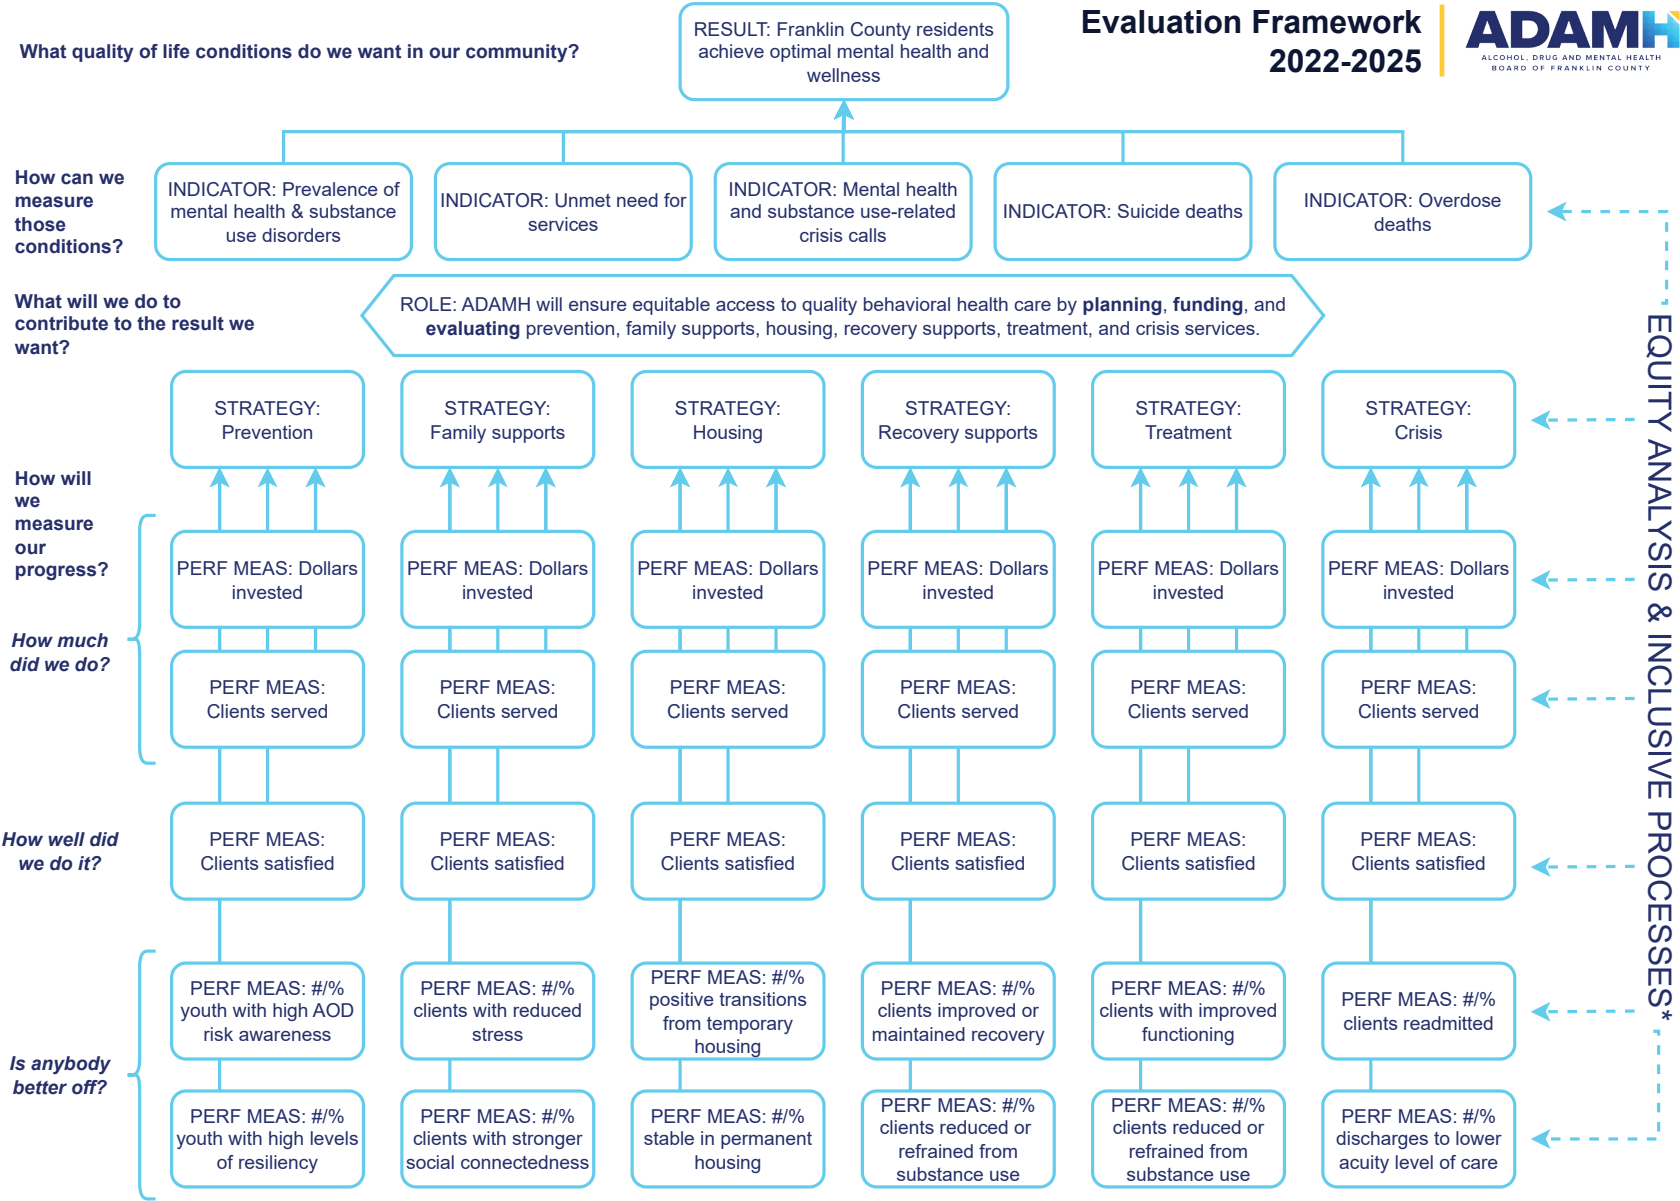 What quality of life conditions do we want in our community?
RESULT: Franklin County residents
achieve optimal mental health and
wellness
Evaluation Framework
2022-2025
ADAMH
ALCOHOL, DRUG AND MENTAL HEALTH
BOARD OF FRANKLIN COUNTY
How can we
measure
those
conditions?
INDICATOR: Prevalence of
mental health & substance
use disorders
INDICATOR: Unmet need for
services
INDICATOR: Mental health
and substance use-related
crisis calls
INDICATOR: Suicide deaths
INDICATOR: Overdose
deaths
What will we do to
contribute to the result we
want?
ROLE: ADAMH will ensure equitable access to quality behavioral health care by planning, funding, and
evaluating prevention, family supports, housing, recovery supports, treatment, and crisis services.
STRATEGY:
Prevention
STRATEGY:
Family supports
STRATEGY:
Housing
STRATEGY:
Recovery supports
STRATEGY:
Treatment
STRATEGY:
Crisis
How will
we
measure
our
progress?
How much
did we do?
PERF MEAS: Dollars
invested
PERF MEAS: Dollars
invested
PERF MEAS: Dollars
invested
PERF MEAS: Dollars
invested
PERF MEAS: Dollars
invested
PERF MEAS: Dollars
invested
PERF MEAS:
Clients served
PERF MEAS:
Clients served
PERF MEAS:
Clients served
PERF MEAS:
Clients served
PERF MEAS:
Clients served
PERF MEAS:
Clients served
How well did
we do it?
PERF MEAS:
Clients satisfied
PERF MEAS:
Clients satisfied
PERF MEAS:
Clients satisfied
PERF MEAS:
Clients satisfied
PERF MEAS:
Clients satisfied
PERF MEAS:
Clients satisfied
Is anybody
better off?
PERF MEAS: #/%
youth with high AOD
risk awareness
PERF MEAS: #/%
clients with reduced
stress
PERF MEAS: #/%
positive transitions
from temporary
housing
PERF MEAS: #/%
clients improved or
maintained recovery
PERF MEAS: #/%
clients with improved
functioning
PERF MEAS: #/%
clients readmitted
PERF MEAS: #/%
youth with high levels
of resiliency
PERF MEAS: #/%
clients with stronger
social connectedness
PERF MEAS: #/%
stable in permanent
housing
PERF MEAS: #/%
clients reduced or
refrained from
substance use
PERF MEAS: #/%
clients reduced or
refrained from
substance use
PERF MEAS: #/%
discharges to lower
acuity level of care
EQUITY ANALYSIS & INCLUSIVE PROCESSES*